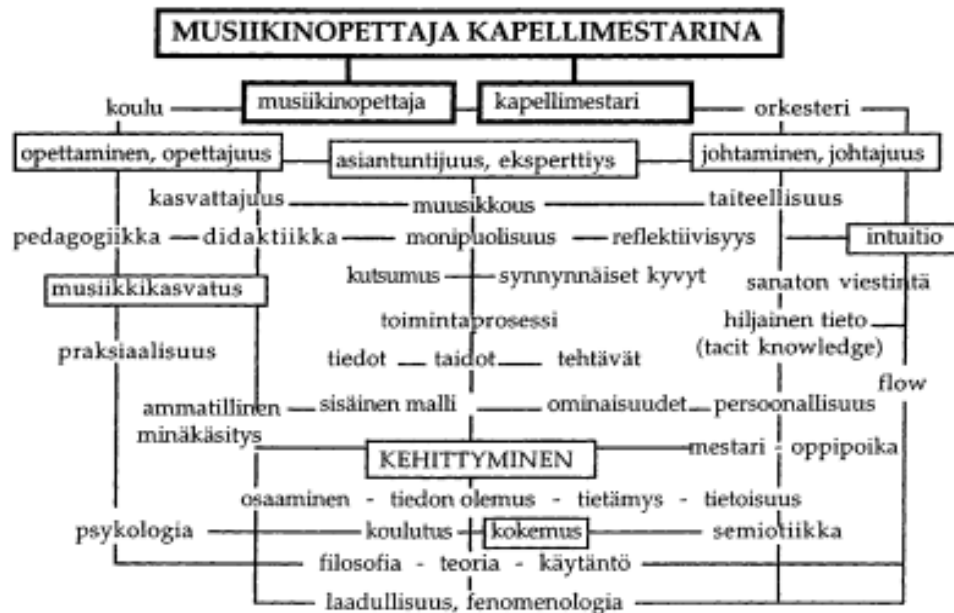 MUSIIKINOPETTAJA KAPELLIMESTARINA
koulu musiikinopettaja kapellimestari orkesteri
opettaminen, opettajuus asiantuntijuus, eksperttiys johtaminen, johtajuus
kasvattajuus muusikkous taiteellisuus
pedagogiikka didaktiikka monipuolisuus reflektiivisyys intuitio
kutsumus synnynnäiset kyvyt sanaton viestintä
musiikkikasvatus
toimintaprosessi hiljainen tieto
praksiaalisuus (tacit knowledge)
tiedot taidot tehtävät
flow
ammatillinen sisäinen malli ominaisuudet persoonallisuus
minäkäsitys
KEHITTYMINEN mestari - oppipoika
osaaminen - tiedon olemus - tietämys - tietoisuus
psykologia koulutus kokemus semiotiikka
filosofia - teoria - käytäntö
laadullisuus, fenomenologia